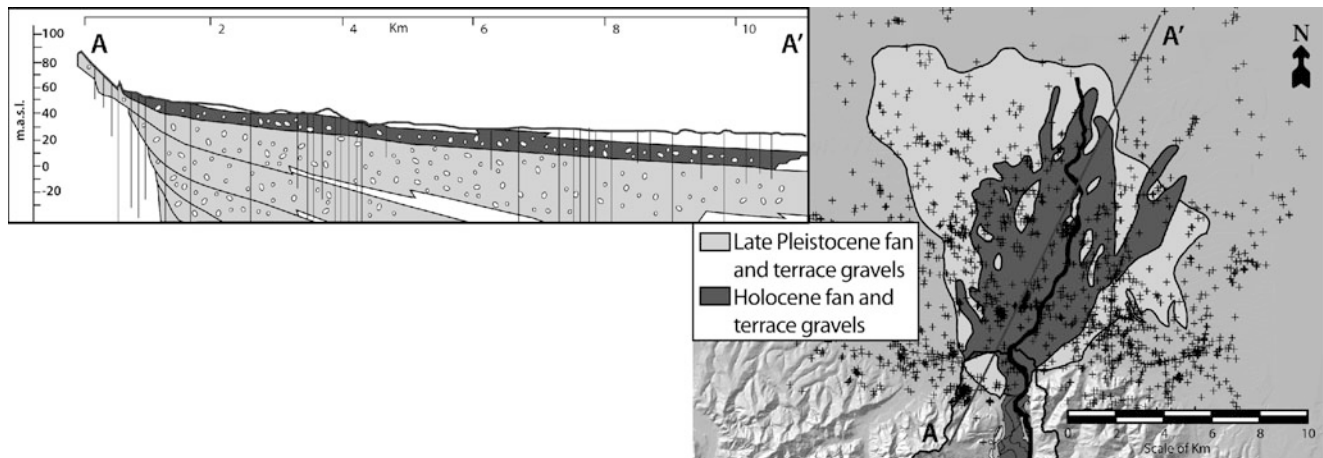 2
4
Km
6
8
10
A
A'
100
80
60
40
20
0
-20
m.a.s.l.
Late Pleistocene fan
and terrace gravels
Holocene fan and
terrace gravels
A'
N
A
0 2 4 6 8 10
Scale of Km